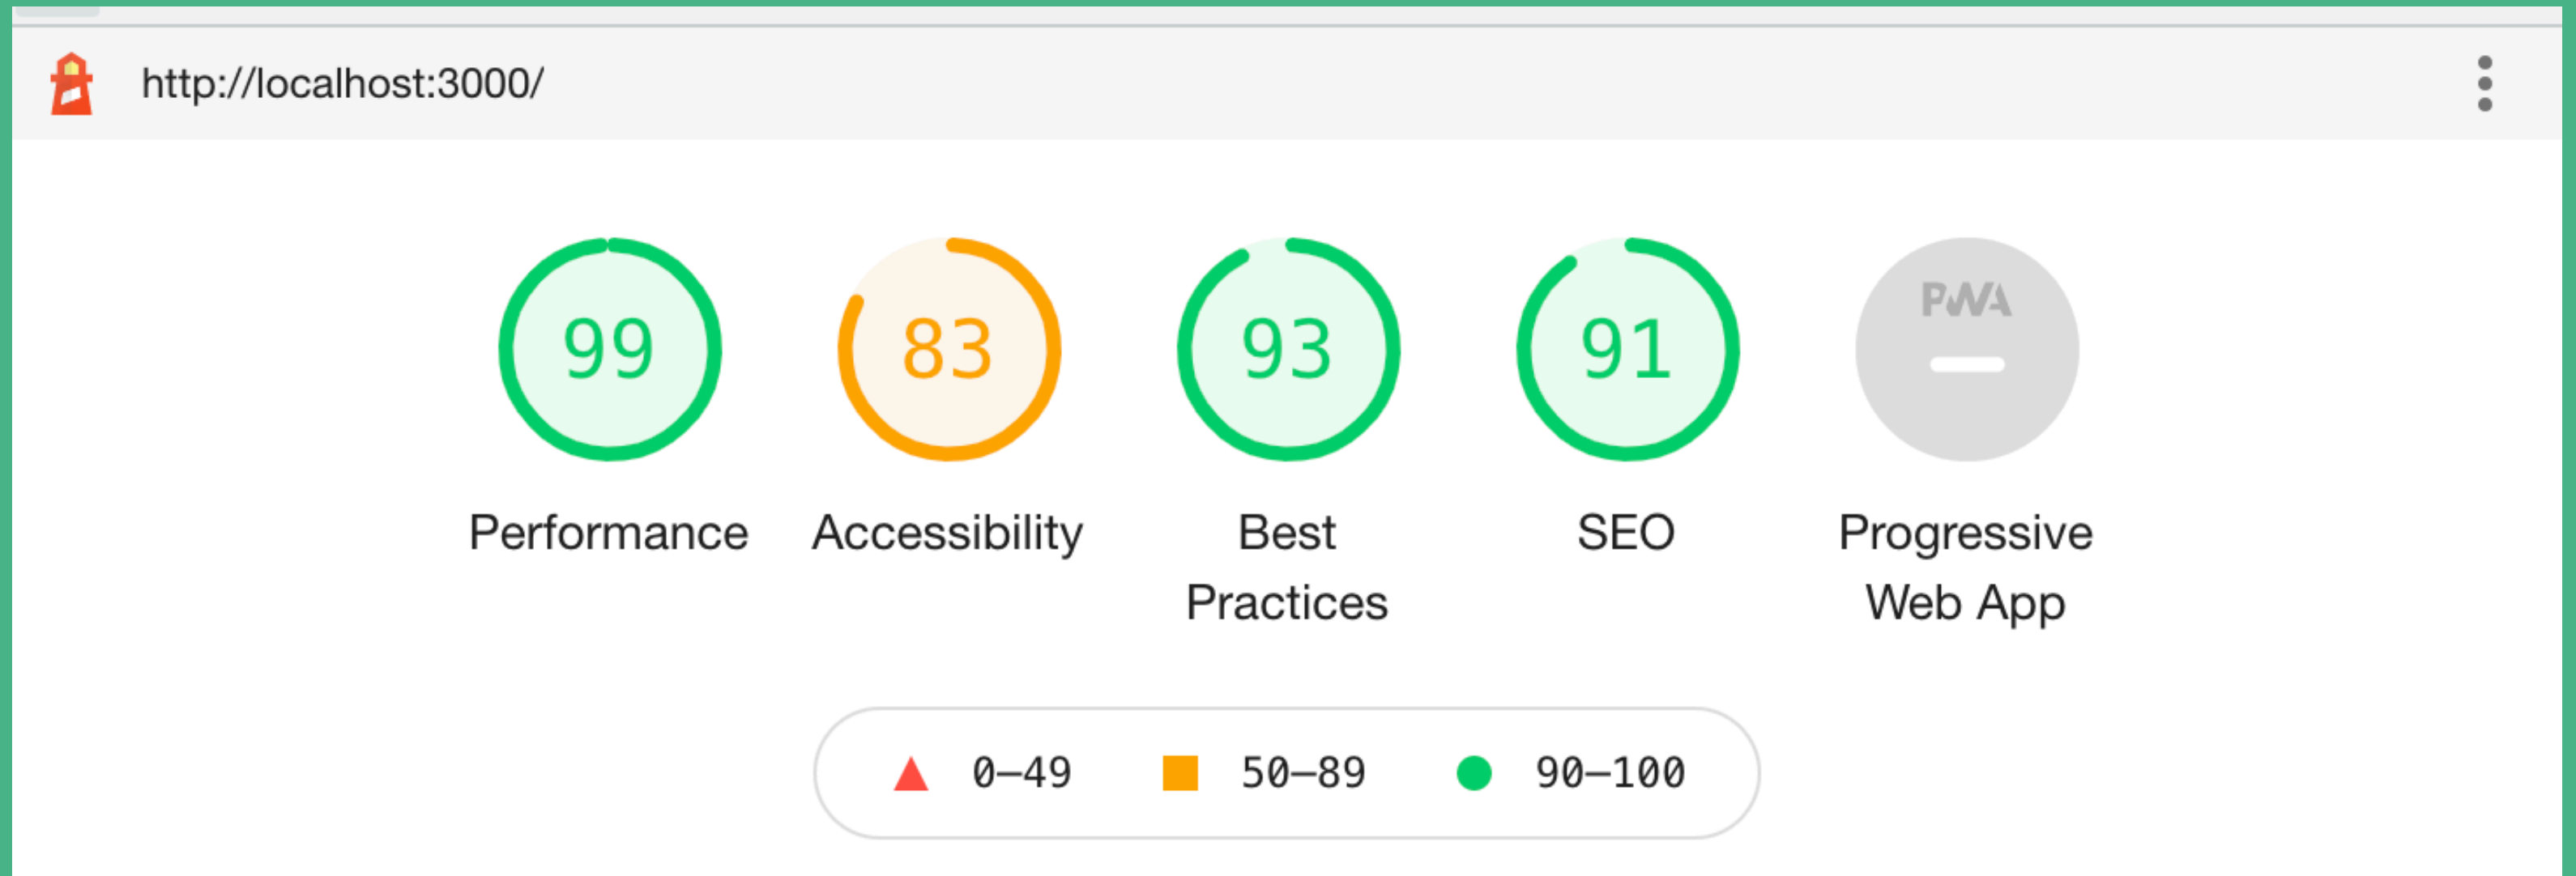 http://localhost:3000/
99 83 93 91 PWA
Performance Accessibility Best Practices SEO Progressive Web App
0–49 50–89 90–100